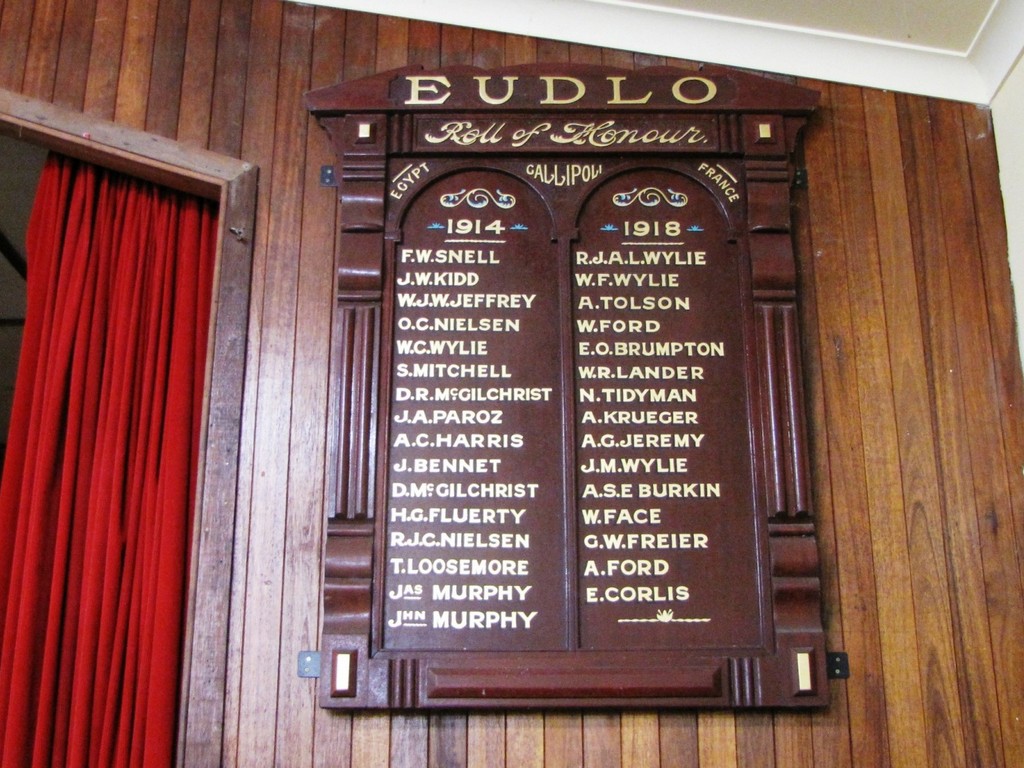 EUDLO
Roll of Honour.
EGYPT GALLIPOLI FRANCE
1914
F.W.SNELL
J.W.KIDD
W.J.W.JEFFREY
O.C.NIELSEN
W.C.WYLIE
S.MITCHELL
D.R.McGILCHRIST
J.A.PAROZ
A.C.HARRIS
J.BENNET
D.McGILCHRIST
H.G.FLUERTY
R.J.C.NIELSEN
T.LOOSEMORE
JAS MURPHY
JHN MURPHY
1918
R.J.A.L.WYLIE
W.F.WYLIE
A.TOLSON
W.FORD
E.O.BRUMPTON
W.R.LANDER
N.TIDYMAN
A.KRUEGER
A.G.JEREMY
J.M.WYLIE
A.S.E BURKIN
W.FACE
G.W.FREIER
A.FORD
E.CORLIS